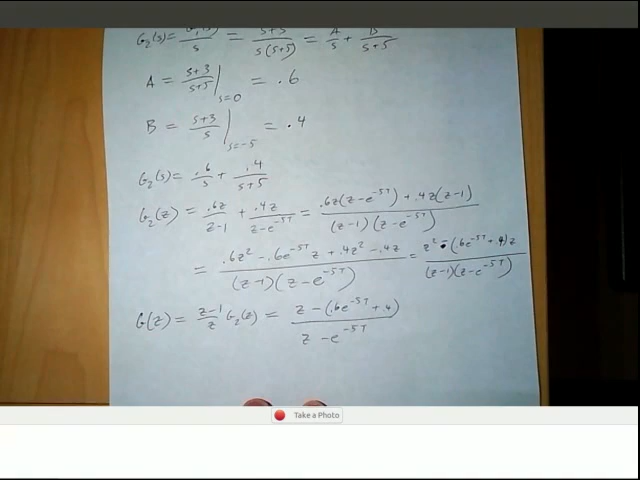 G₂(s) = G₁(s)/s = (s+3)/(s(s+5)) = A/s + B/(s+5)
A = (s+3)/(s+5) |s=0 = .6
B = (s+3)/s |s=-5 = .4
G₂(s) = .6/s + .4/(s+5)
G₂(z) = .6z/(z-1) + .4z/(z-e^-5T) = (.6z(z-e^-5T) + .4z(z-1))/((z-1)(z-e^-5T))
= (.6z² - .6e^-5T z + .4z² - .4z)/((z-1)(z-e^-5T)) = (z² - (.6e^-5T + .4)z)/((z-1)(z-e^-5T))
G(z) = (z-1)/z G₂(z) = (z - (.6e^-5T + .4))/(z - e^-5T)
Take a Photo